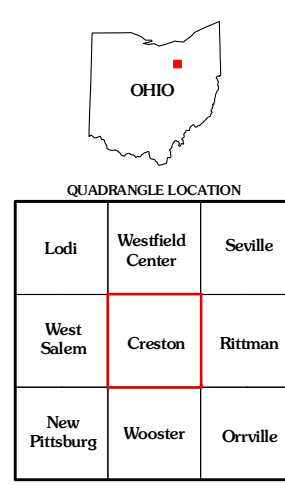 OHIO
QUADRANGLE LOCATION
Lodi
Westfield
Center
Seville
West
Salem
Creston
Rittman
New
Pittsburg
Wooster
Orrville